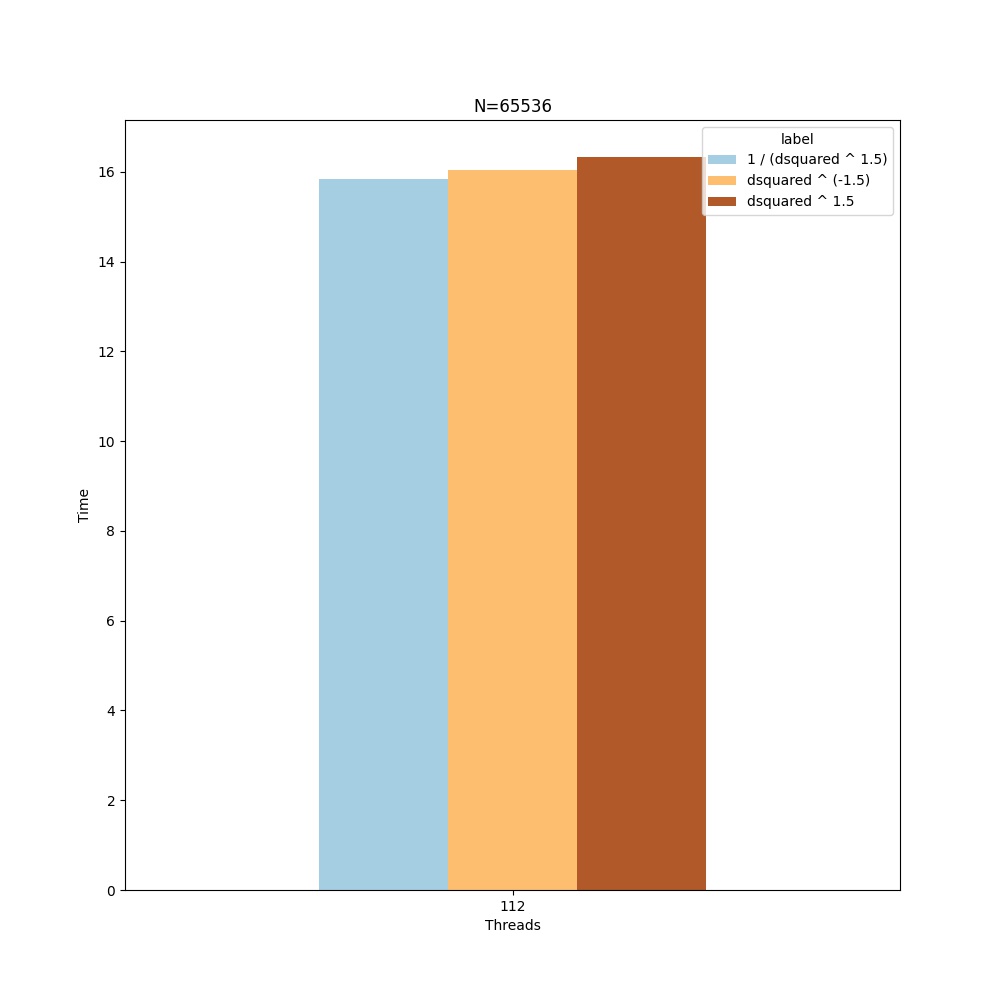 N=65536
label
1 / (dsquared ^ 1.5)
dsquared ^ (-1.5)
dsquared ^ 1.5
16
14
12
10
8
6
4
2
0
Time
112
Threads